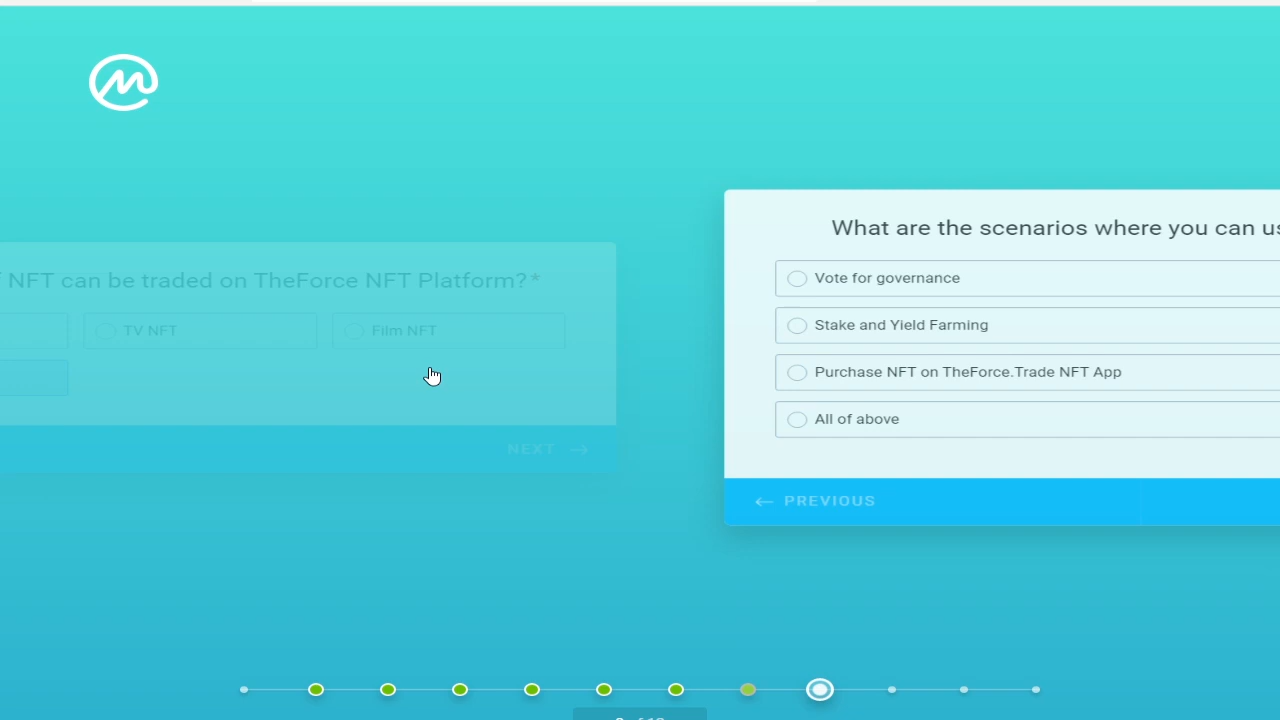 What are the scenarios where you can us
NFT can be traded on TheForce NFT Platform?*
Vote for governance
TV NFT
Film NFT
Stake and Yield Farming
Purchase NFT on TheForce.Trade NFT App
All of above
NEXT →
← PREVIOUS